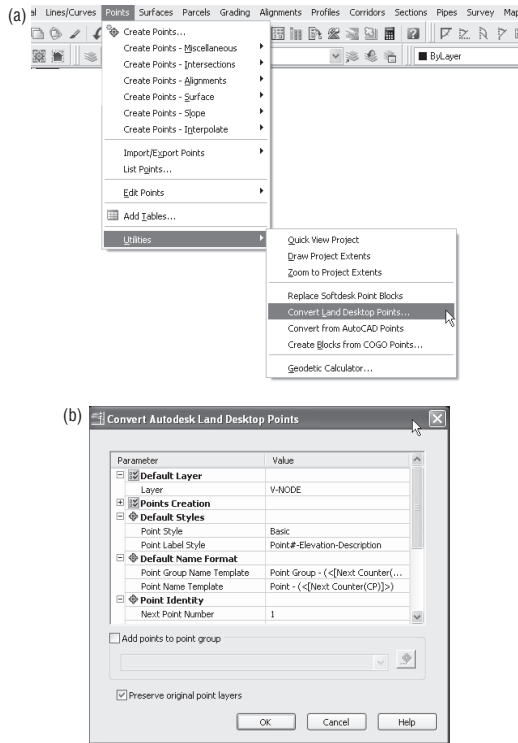 (a) al Lines/Curves Points Surfaces Parcels Grading Alignments Profiles Corridors Sections Pipes Survey Map
Create Points...
Create Points - Miscellaneous
ByLayer
Create Points - Intersections
Create Points - Alignments
Create Points - Surface
Create Points - Slope
Create Points - Interpolate
Import/Export Points
List Points...
Edit Points
Add Tables...
Utilities
Quick View Project
Draw Project Extents
Zoom to Project Extents
Replace Softdesk Point Blocks
Convert Land Desktop Points...
Convert from AutoCAD Points
Create Blocks from COGO Points...
Geodetic Calculator...
(b) Convert Autodesk Land Desktop Points
Parameter Value
Default Layer
Layer V-NODE
Points Creation
Default Styles
Point Style Basic
Point Label Style Point#-Elevation-Description
Default Name Format
Point Group Name Template Point Group - (<[Next Counter(...
Point Name Template Point - (<[Next Counter(CP)]>)
Point Identity
Next Point Number 1
Add points to point group
Preserve original point layers
OK Cancel Help